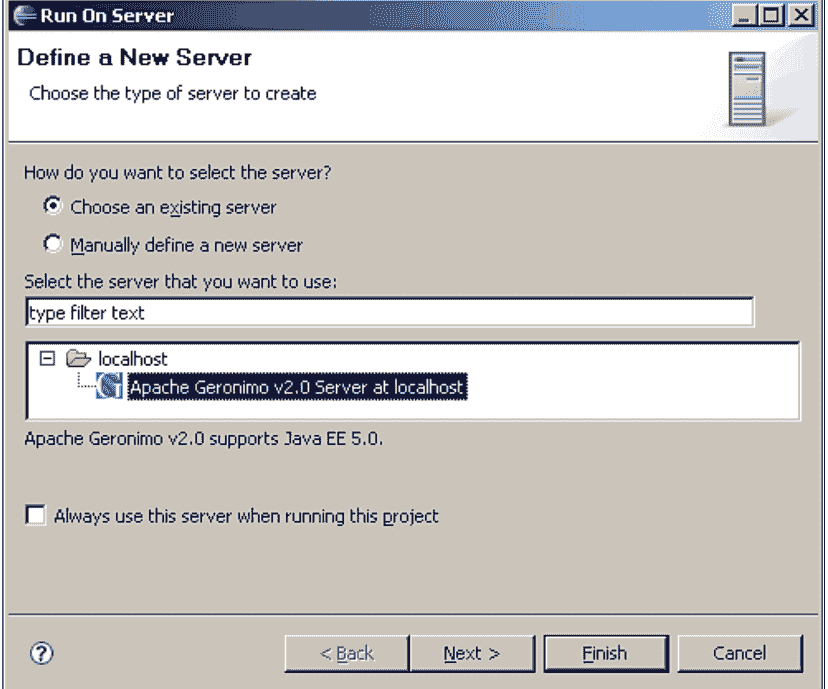 Run On Server
Define a New Server
Choose the type of server to create
How do you want to select the server?
Choose an existing server
Manually define a new server
Select the server that you want to use:
type filter text
localhost
Apache Geronimo v2.0 Server at localhost
Apache Geronimo v2.0 supports Java EE 5.0.
Always use this server when running this project
?
< Back
Next >
Finish
Cancel